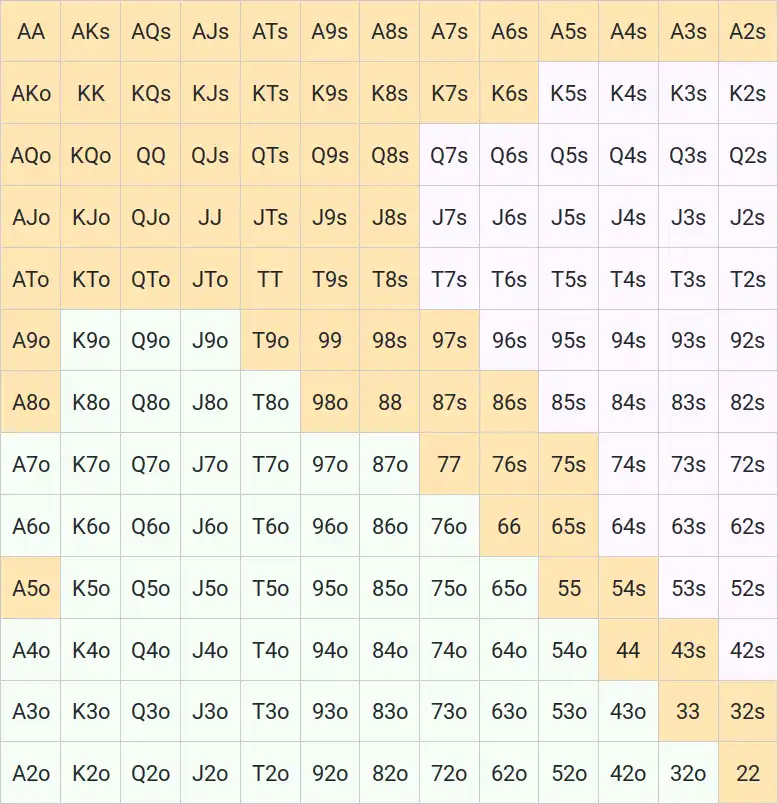 AA AKs AQs AJs ATs A9s A8s A7s A6s A5s A4s A3s A2s
AKo KK KQs KJs KTs K9s K8s K7s K6s K5s K4s K3s K2s
AQo KQo QQ QJs QTs Q9s Q8s Q7s Q6s Q5s Q4s Q3s Q2s
AJo KJo QJo JJ JTs J9s J8s J7s J6s J5s J4s J3s J2s
ATo KTo QTo JTo TT T9s T8s T7s T6s T5s T4s T3s T2s
A9o K9o Q9o J9o T9o 99 98s 97s 96s 95s 94s 93s 92s
A8o K8o Q8o J8o T8o 98o 88 87s 86s 85s 84s 83s 82s
A7o K7o Q7o J7o T7o 97o 87o 77 76s 75s 74s 73s 72s
A6o K6o Q6o J6o T6o 96o 86o 76o 66 65s 64s 63s 62s
A5o K5o Q5o J5o T5o 95o 85o 75o 65o 55 54s 53s 52s
A4o K4o Q4o J4o T4o 94o 84o 74o 64o 54o 44 43s 42s
A3o K3o Q3o J3o T3o 93o 83o 73o 63o 53o 43o 33 32s
A2o K2o Q2o J2o T2o 92o 82o 72o 62o 52o 42o 32o 22